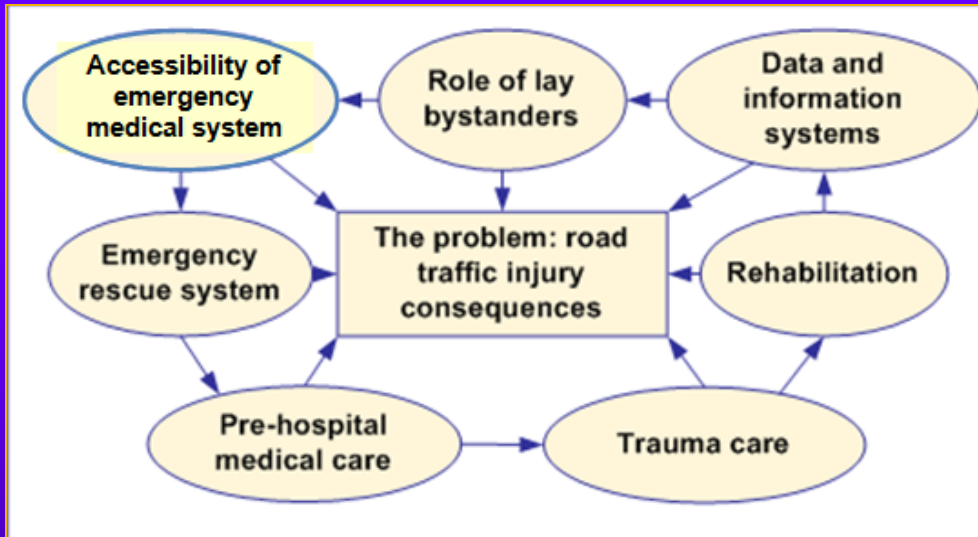 Accessibility of
emergency
medical system
Role of lay
bystanders
Data and
information
systems
Emergency
rescue system
The problem: road
traffic injury
consequences
Rehabilitation
Pre-hospital
medical care
Trauma care